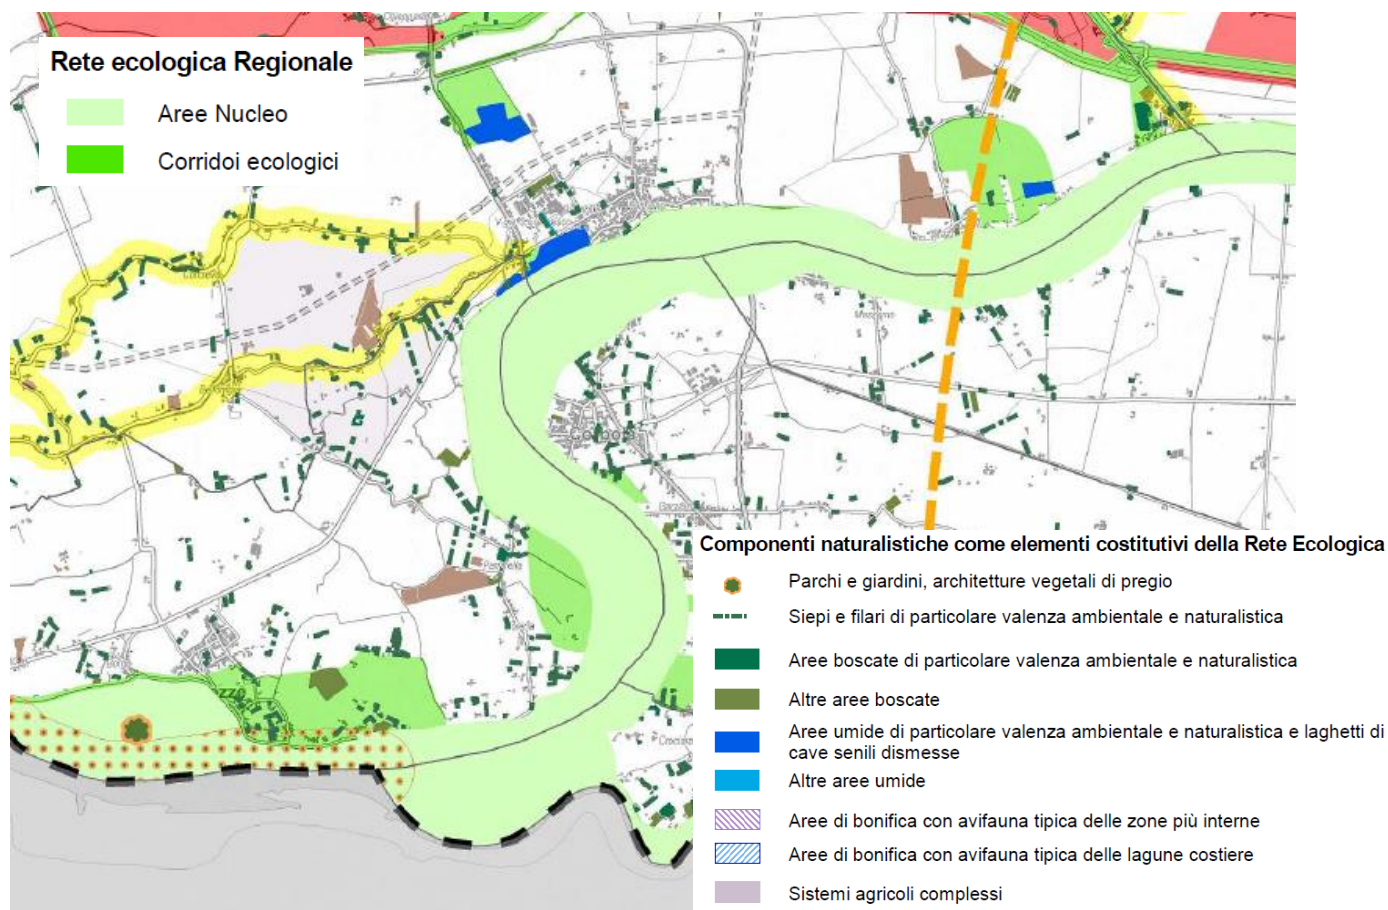 Rete ecologica Regionale
Aree Nucleo
Corridoi ecologici
Componenti naturalistiche come elementi costitutivi della Rete Ecologica
Parchi e giardini, architetture vegetali di pregio
Siepi e filari di particolare valenza ambientale e naturalistica
Aree boscate di particolare valenza ambientale e naturalistica
Altre aree boscate
Aree umide di particolare valenza ambientale e naturalistica e laghetti di
cave senili dismesse
Altre aree umide
Aree di bonifica con avifauna tipica delle zone più interne
Aree di bonifica con avifauna tipica delle lagune costiere
Sistemi agricoli complessi